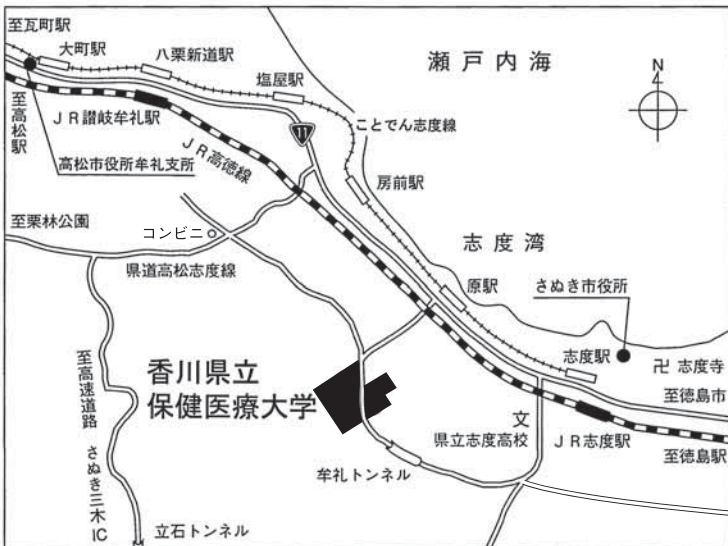 至瓦町駅
大町駅
八栗新道駅
塩屋駅
瀬戸内海
N
至高松駅
JR讃岐牟礼駅
11
ことでん志度線
高松市役所牟礼支所
JR高徳線
房前駅
至栗林公園
コンビニ
県道高松志度線
志度湾
原駅
さぬき市役所
志度駅
卍 志度寺
至徳島市
香川県立
保健医療大学
文
県立志度高校
JR志度駅
至徳島駅
牟礼トンネル
至高速道路 さぬき三木IC
立石トンネル